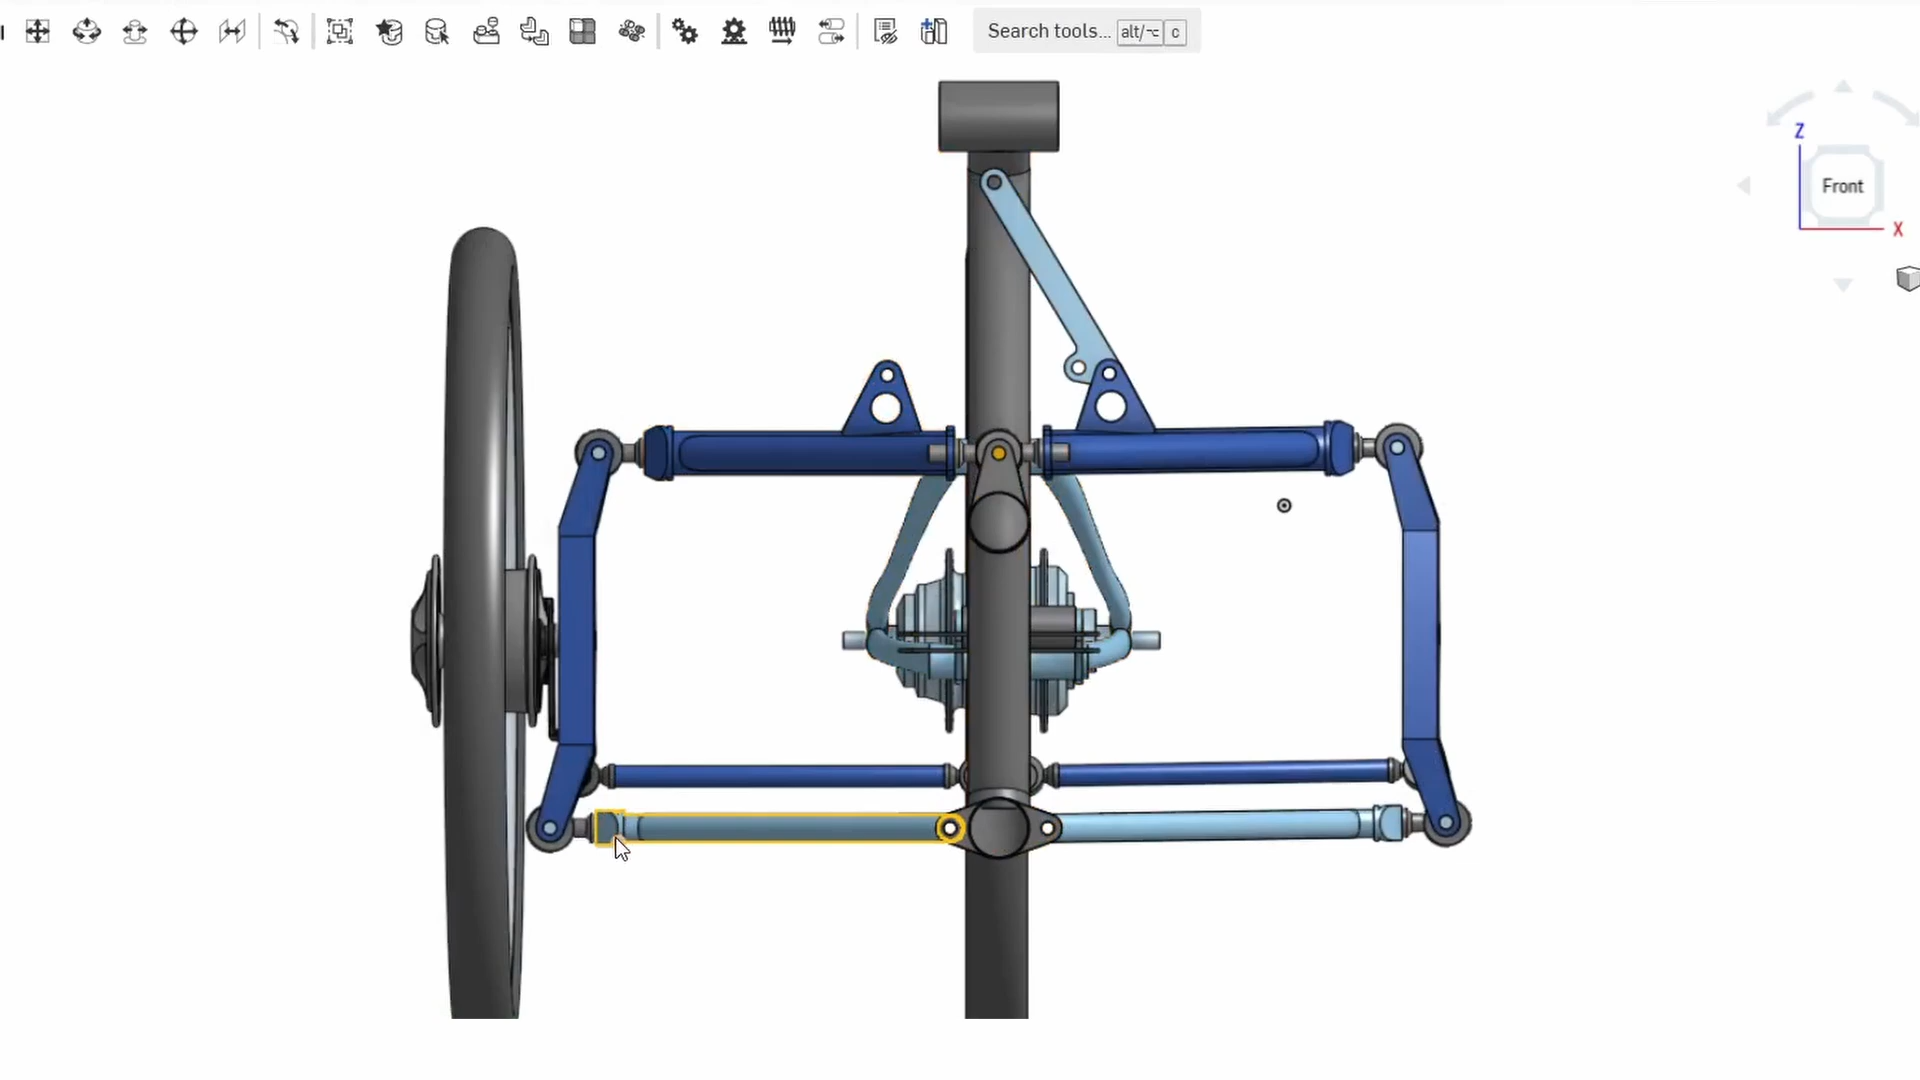 Search tools... alt/⌥ c
Z
Front
X